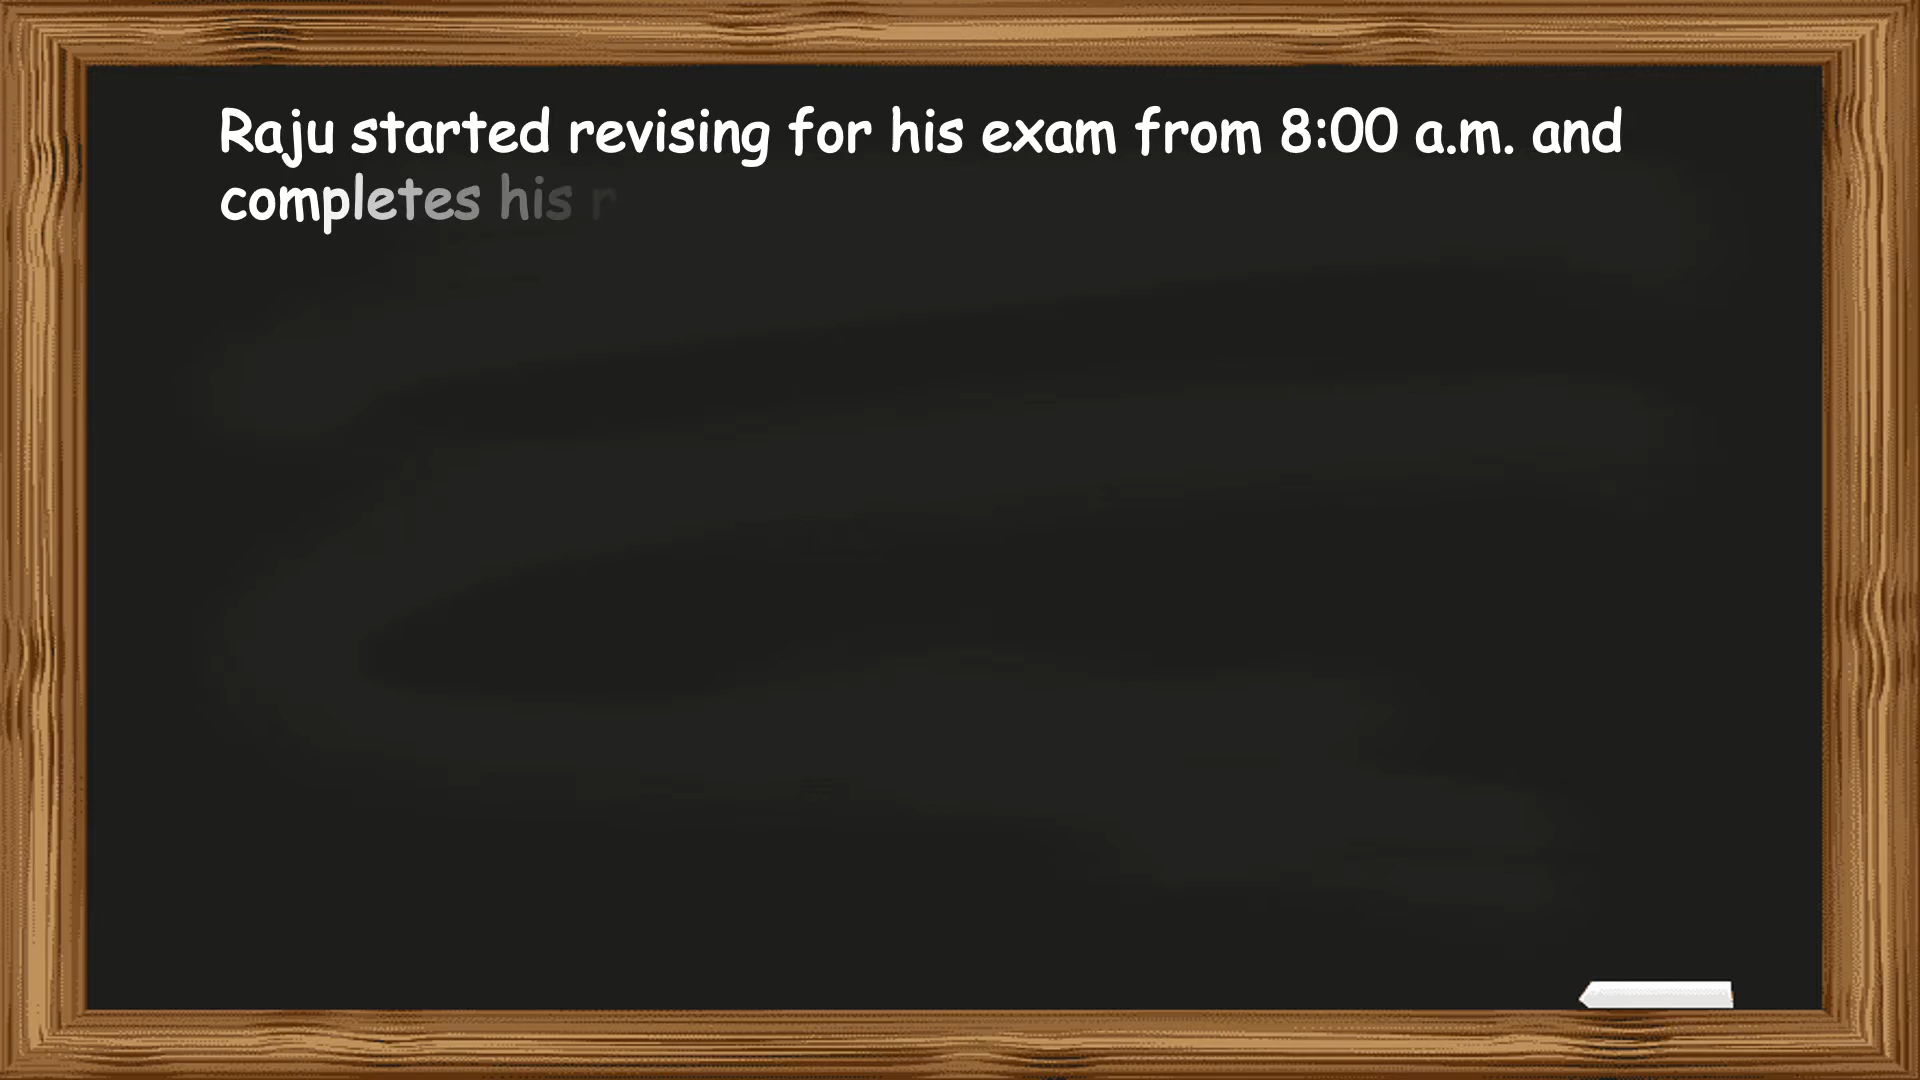 Raju started revising for his exam from 8:00 a.m. and
completes his r